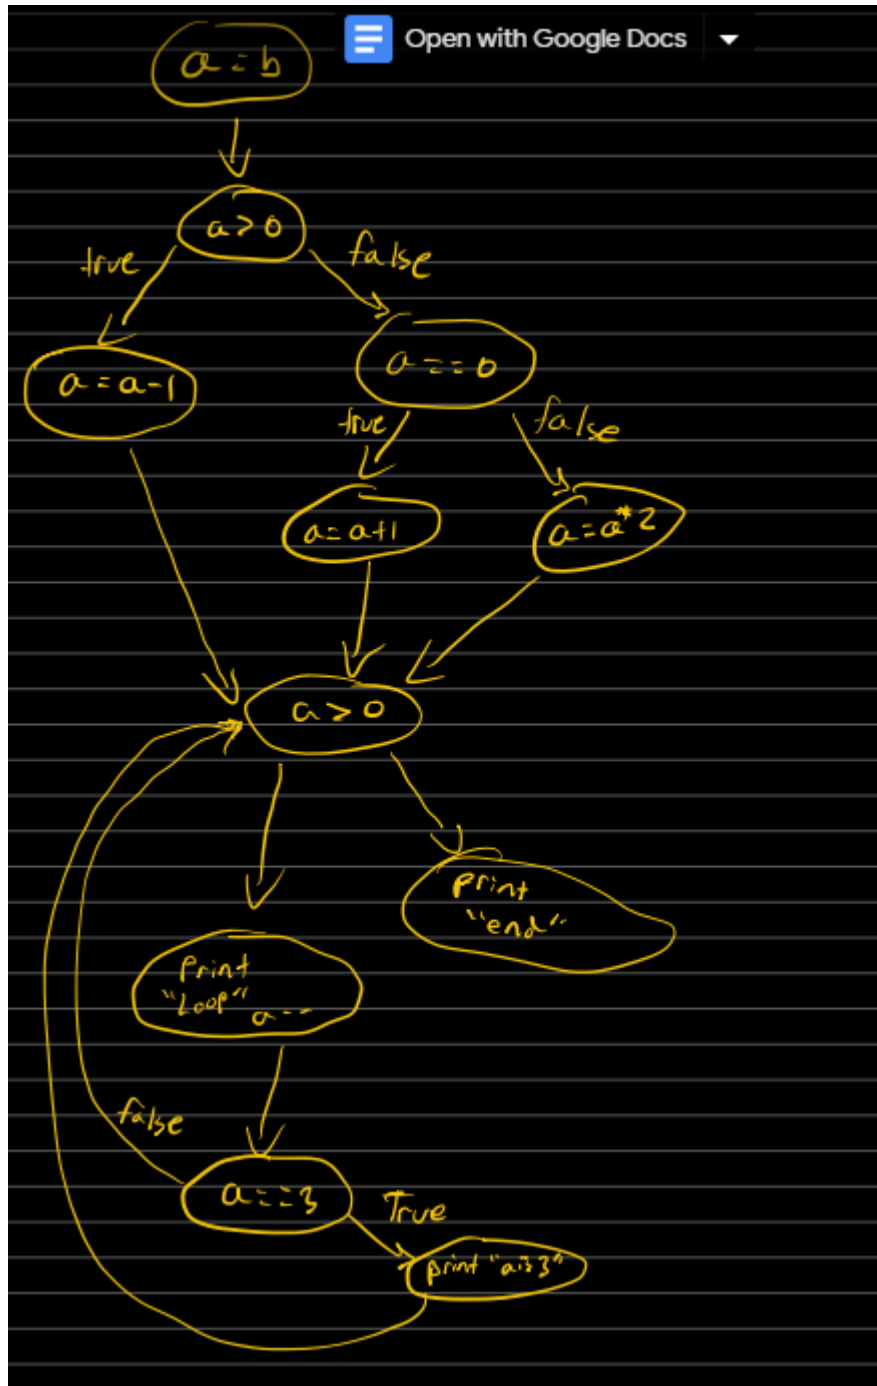 Open with Google Docs
a = b
a > 0
true
false
a = a - 1
a == 0
true
false
a = a + 1
a = a * 2
a > 0
print
"end"
Print
"Loop"
a--
false
a == 3
True
print "a is 3"